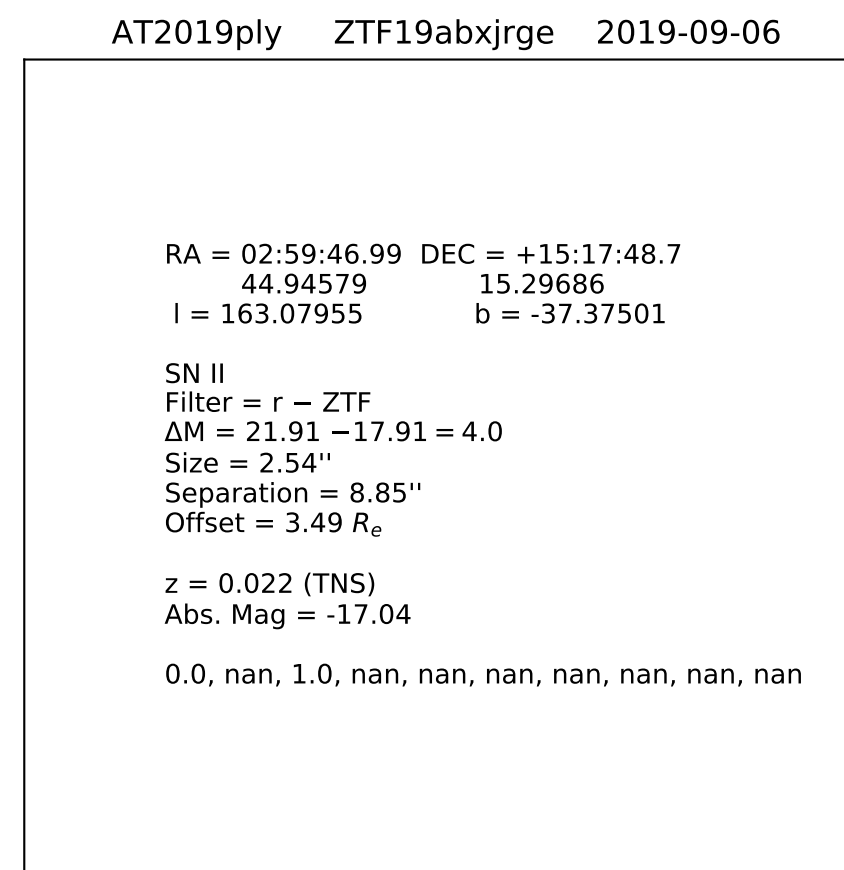 AT2019ply ZTF19abxjrge 2019-09-06
RA = 02:59:46.99 DEC = +15:17:48.7
44.94579 15.29686
l = 163.07955 b = -37.37501
SN II
Filter = r − ZTF
ΔM = 21.91 −17.91 = 4.0
Size = 2.54''
Separation = 8.85''
Offset = 3.49 Rₑ
z = 0.022 (TNS)
Abs. Mag = -17.04
0.0, nan, 1.0, nan, nan, nan, nan, nan, nan, nan